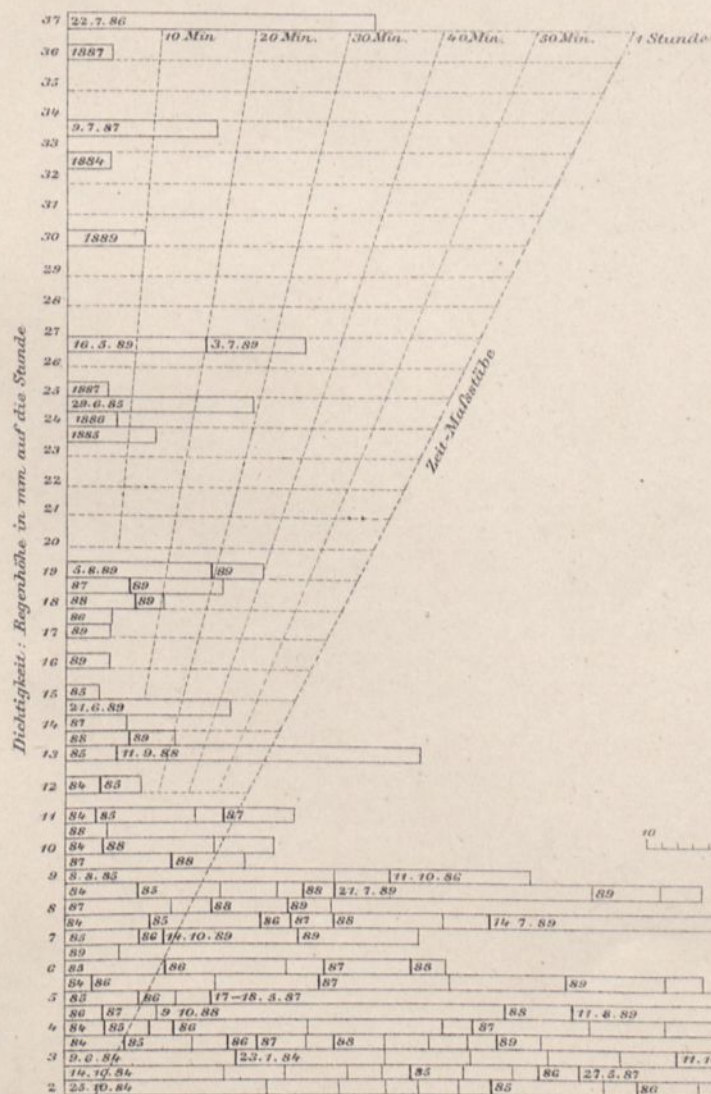 37 22.7.86
10 Min 20 Min. 30 Min. 40 Min. 50 Min. 1 Stunde
36 1887
35
34
9.7.87
33
1884
32
31
30 1889
29
28
27
16.5.89 3.7.89
26
25 1887
29.6.85
24 1886
1885
23
22
21
20
19 5.8.89 89
87 89
18 88 89
86
17 89
16 89
15 85
21.6.89
14 87
88 89
13 85 11.9.88
12 84 85
11 84 85 87
88
10 84 88
87 88
9 8.8.85 11.10.86
84 85 88 21.7.89 89
8 87 88 89
84 85 86 87 88 14.7.89
7 85 86 14.10.89 89
89
6 85 86 87 88
84 86 87 89
5 85 86 17-18.5.87
86 87 9 10.88 88 11.6.89
4 84 85 86 87
84 85 86 87 88 89
3 9.6.84 23.1.84 11.1
14.10.84 85 86 27.5.87
2 25.10.84 85 86
Dichtigkeit: Regenhöhe in mm auf die Stunde
Zeit-Maßstäbe
10